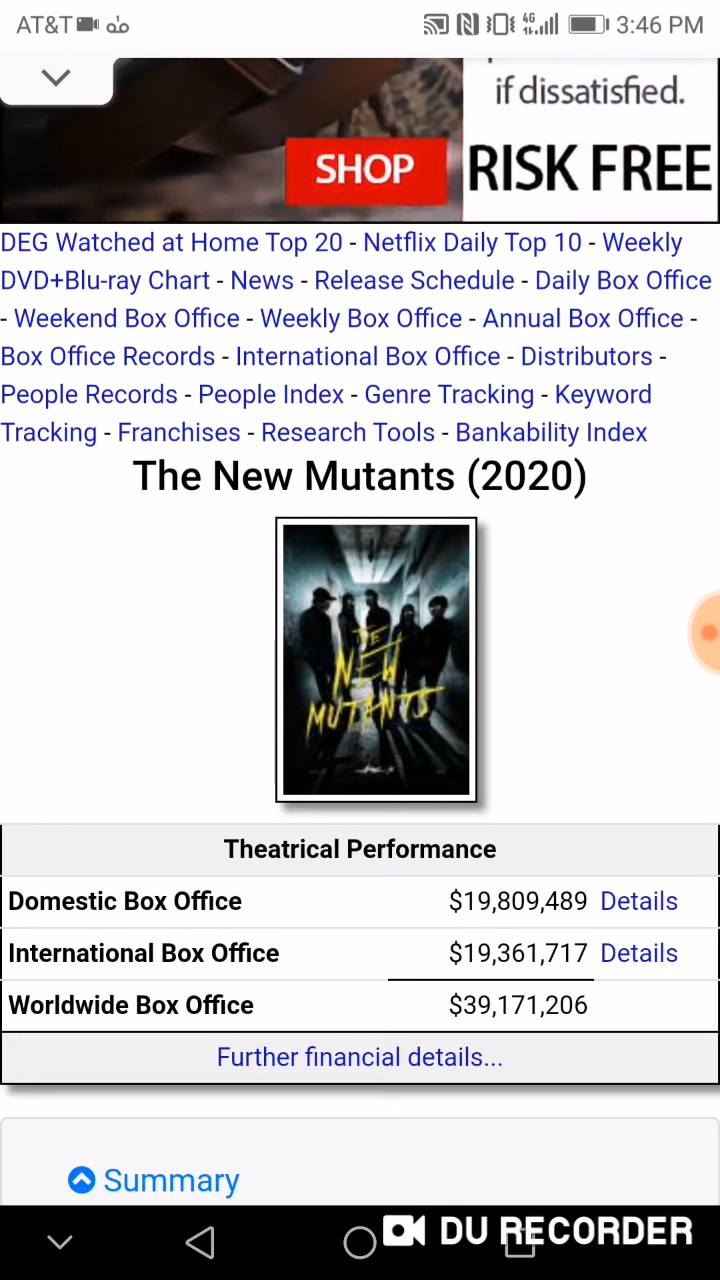 AT&T
4G
3:46 PM
if dissatisfied.
SHOP
RISK FREE
DEG Watched at Home Top 20 - Netflix Daily Top 10 - Weekly
DVD+Blu-ray Chart - News - Release Schedule - Daily Box Office
- Weekend Box Office - Weekly Box Office - Annual Box Office -
Box Office Records - International Box Office - Distributors -
People Records - People Index - Genre Tracking - Keyword
Tracking - Franchises - Research Tools - Bankability Index
The New Mutants (2020)
THE
NEW
MUTANTS
Theatrical Performance
Domestic Box Office $19,809,489 Details
International Box Office $19,361,717 Details
Worldwide Box Office $39,171,206
Further financial details...
Summary
DU RECORDER